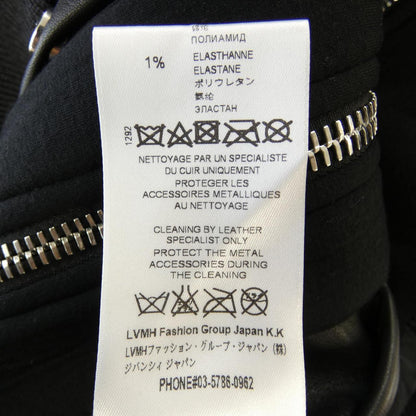 ПОЛИАМИД
1% ELASTHANNE
ELASTANE
ポリウレタン
氨纶
ЭЛАСТАН
1292
NETTOYAGE PAR UN SPECIALISTE
DU CUIR UNIQUEMENT
PROTEGER LES
ACCESSOIRES METALLIQUES
AU NETTOYAGE
CLEANING BY LEATHER
SPECIALIST ONLY
PROTECT THE METAL
ACCESSORIES DURING
THE CLEANING
LVMH Fashion Group Japan K.K
LVMHファッション・グループ・ジャパン (株)
ジバンシィ ジャパン
PHONE#03-5786-0962